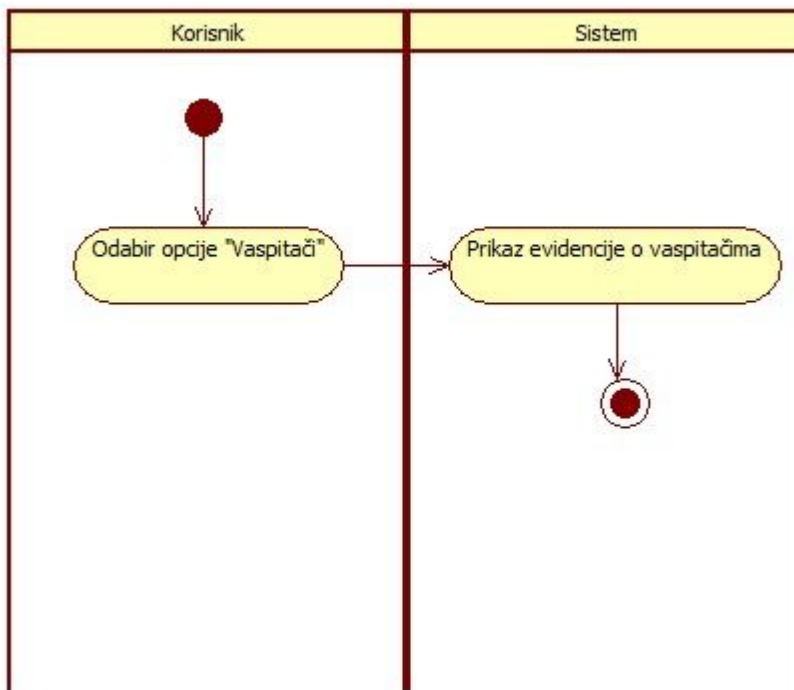 Korisnik
Sistem
Odabir opcije "Vaspitači"
Prikaz evidencije o vaspitačima